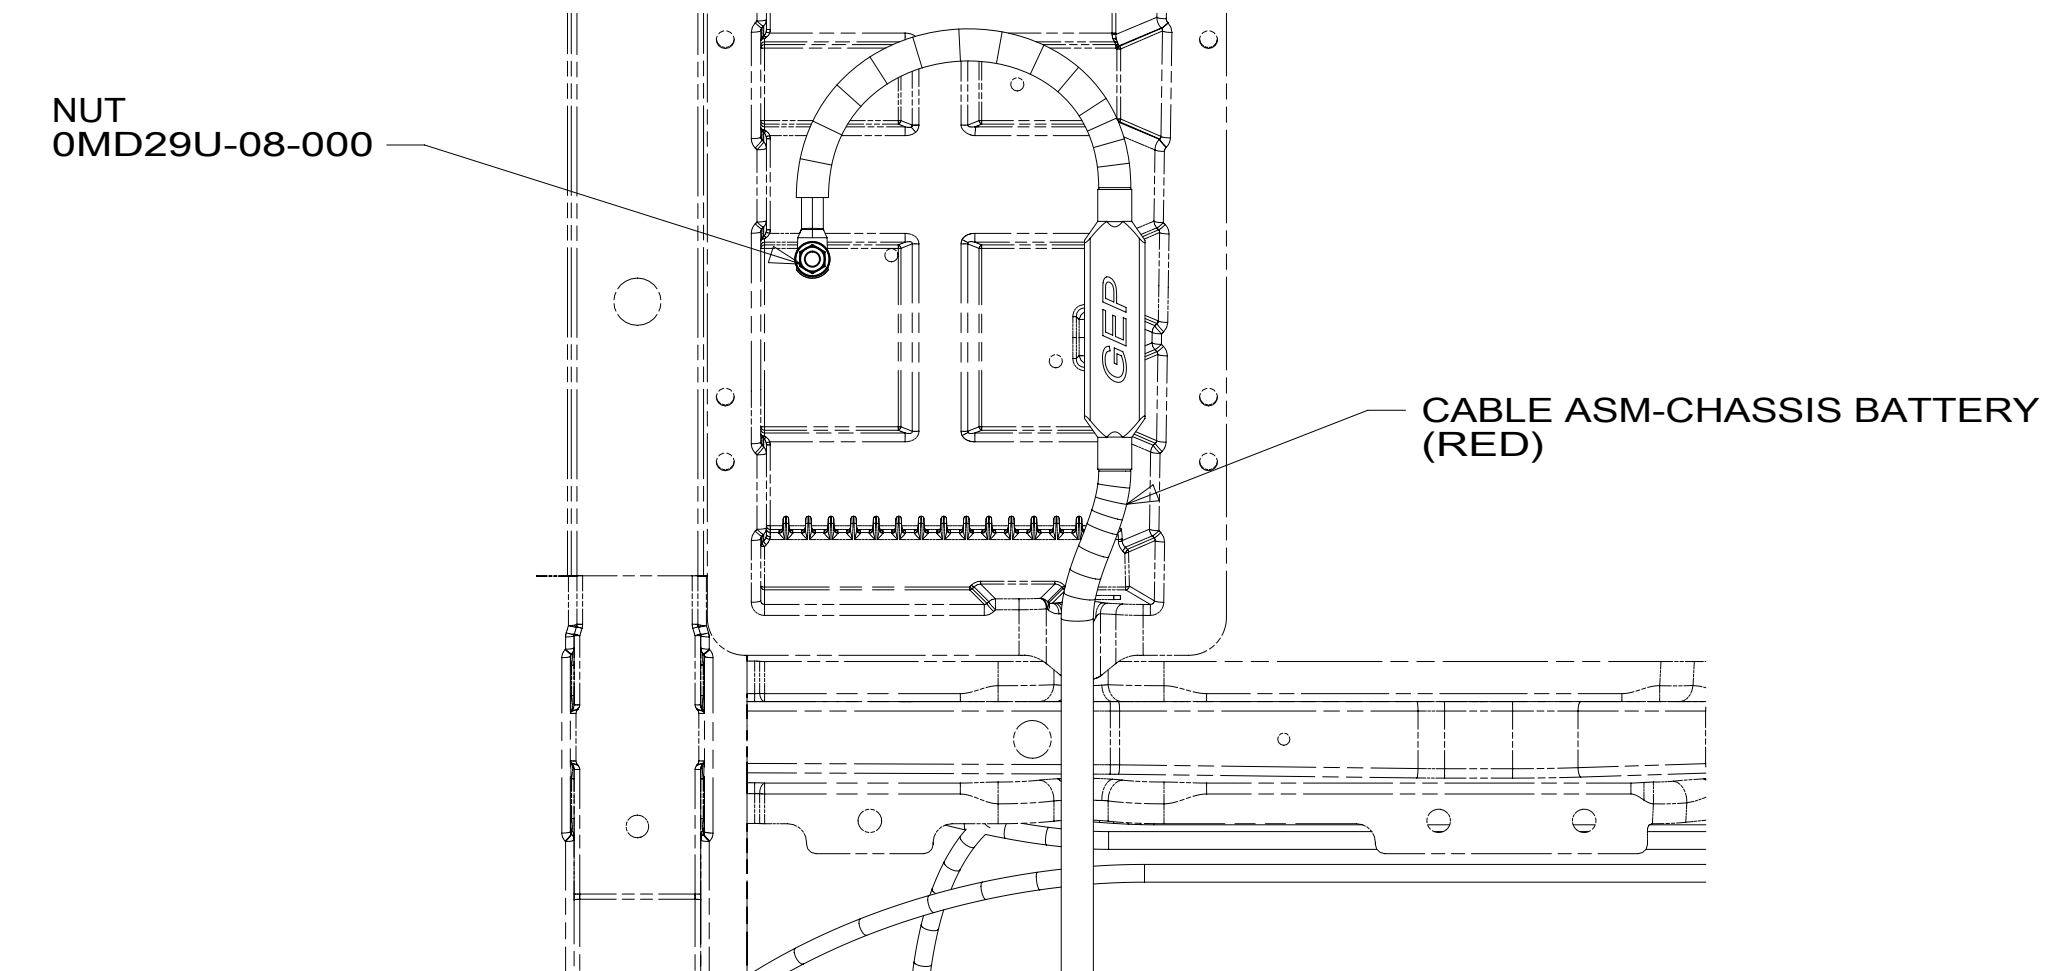 NUT
0MD29U-08-000
GEP
CABLE ASM-CHASSIS BATTERY
(RED)